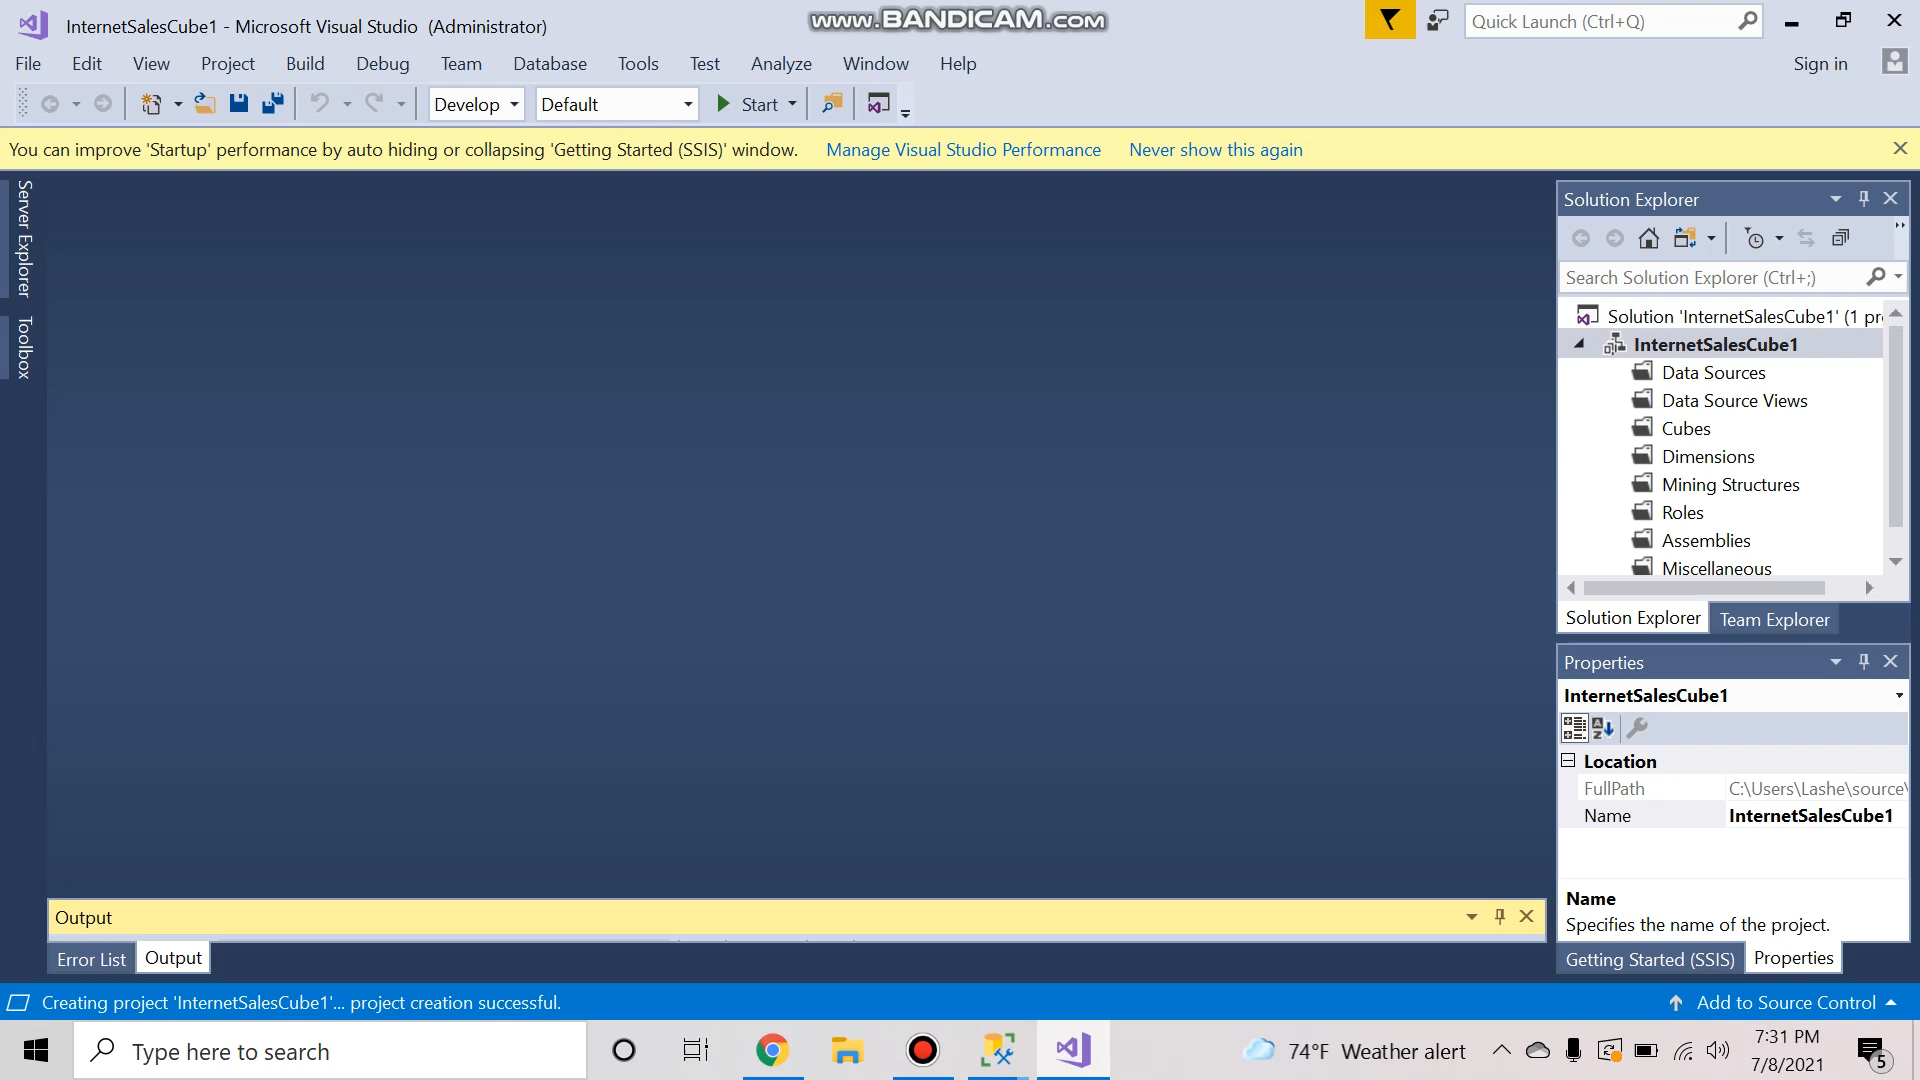 InternetSalesCube1 - Microsoft Visual Studio (Administrator)
www.BANDICAM.com
Quick Launch (Ctrl+Q)
File Edit View Project Build Debug Team Database Tools Test Analyze Window Help
Sign in
Develop
Default
Start
You can improve 'Startup' performance by auto hiding or collapsing 'Getting Started (SSIS)' window. Manage Visual Studio Performance Never show this again
Server Explorer
Toolbox
Solution Explorer
Search Solution Explorer (Ctrl+;)
Solution 'InternetSalesCube1' (1 pr
InternetSalesCube1
Data Sources
Data Source Views
Cubes
Dimensions
Mining Structures
Roles
Assemblies
Miscellaneous
Solution Explorer Team Explorer
Properties
InternetSalesCube1
Location
FullPath C:\Users\Lashe\source\
Name InternetSalesCube1
Name
Specifies the name of the project.
Getting Started (SSIS) Properties
Output
Error List Output
Creating project 'InternetSalesCube1'... project creation successful.
Add to Source Control
Type here to search
74°F Weather alert
7:31 PM
7/8/2021
5